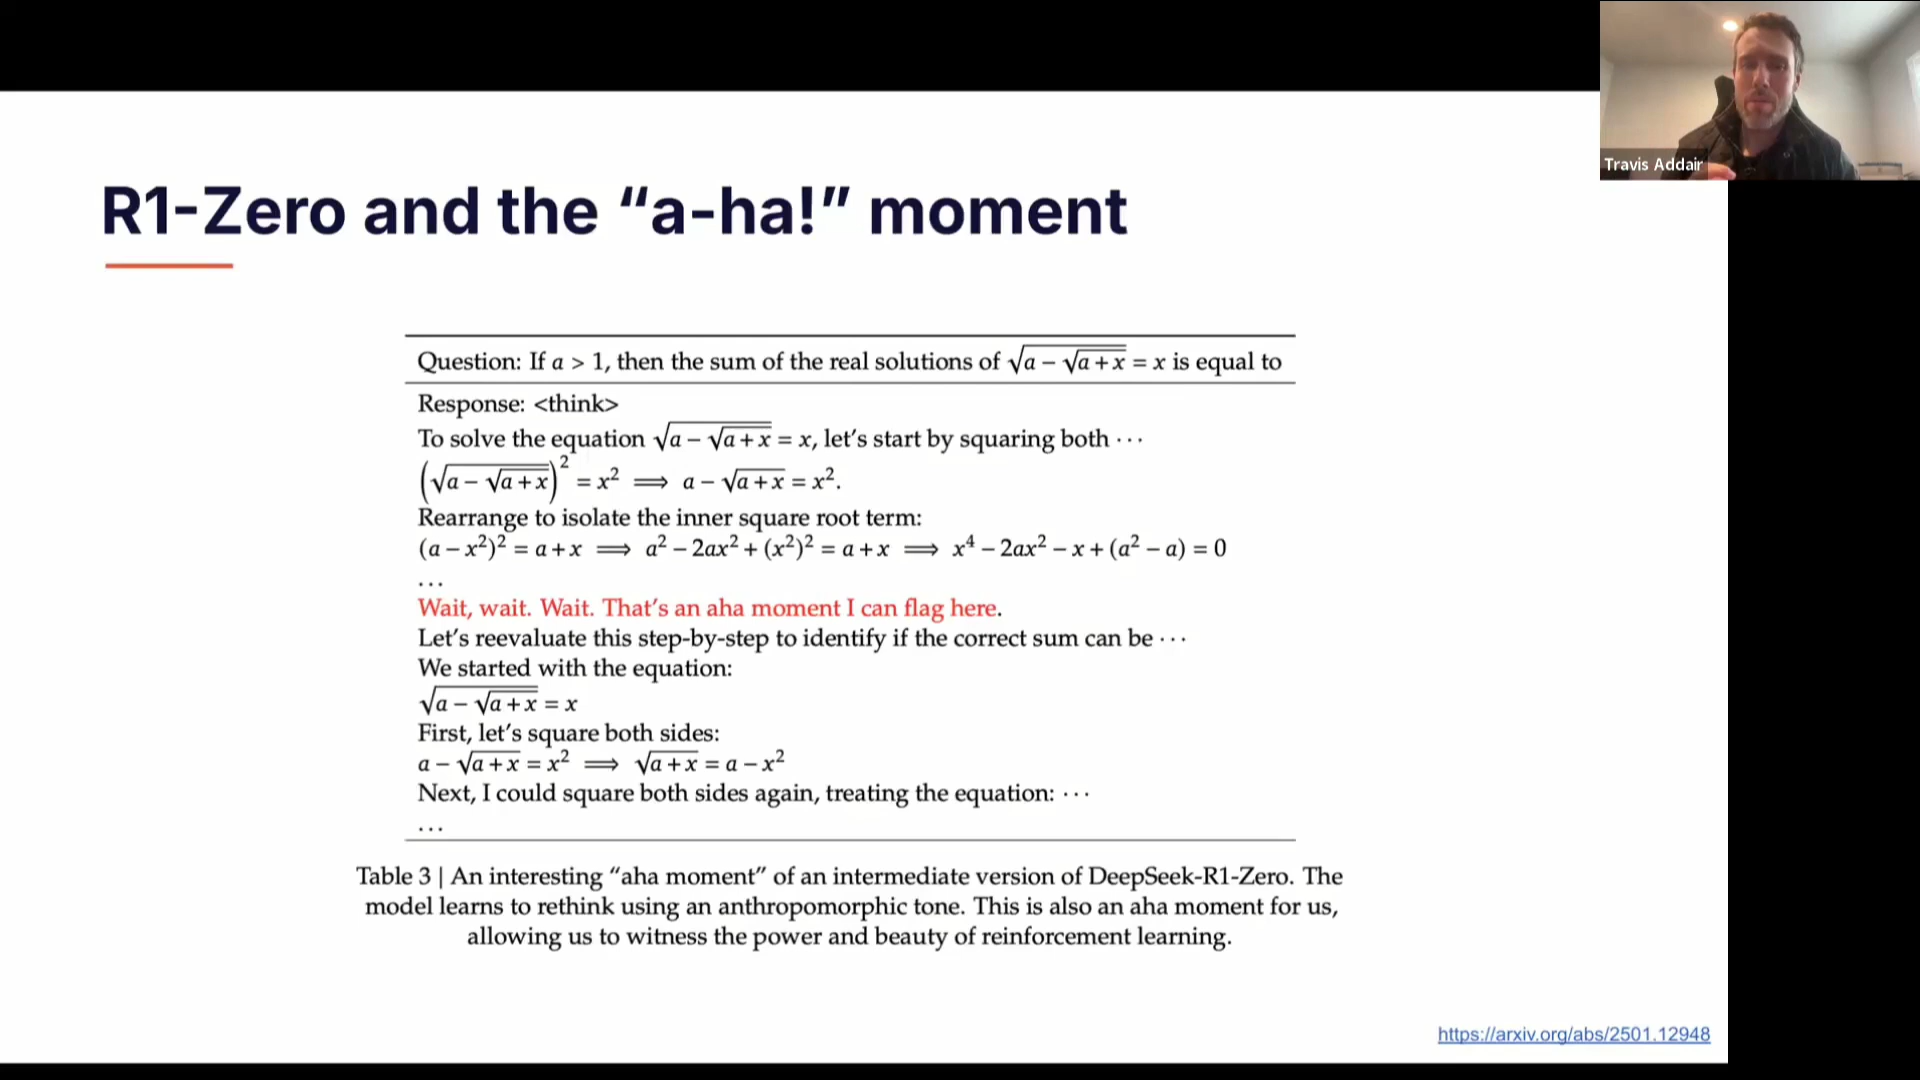 Travis Addair
R1-Zero and the “a-ha!” moment
Question: If a > 1, then the sum of the real solutions of √(a − √(a + x)) = x is equal to
Response: <think>
To solve the equation √(a − √(a + x)) = x, let’s start by squaring both ⋯
(√(a − √(a + x)))² = x² ⟹ a − √(a + x) = x².
Rearrange to isolate the inner square root term:
(a − x²)² = a + x ⟹ a² − 2ax² + (x²)² = a + x ⟹ x⁴ − 2ax² − x + (a² − a) = 0
…
Wait, wait. Wait. That’s an aha moment I can flag here.
Let’s reevaluate this step-by-step to identify if the correct sum can be ⋯
We started with the equation:
√(a − √(a + x)) = x
First, let’s square both sides:
a − √(a + x) = x² ⟹ √(a + x) = a − x²
Next, I could square both sides again, treating the equation: ⋯
…
Table 3 | An interesting “aha moment” of an intermediate version of DeepSeek-R1-Zero. The
model learns to rethink using an anthropomorphic tone. This is also an aha moment for us,
allowing us to witness the power and beauty of reinforcement learning.
https://arxiv.org/abs/2501.12948